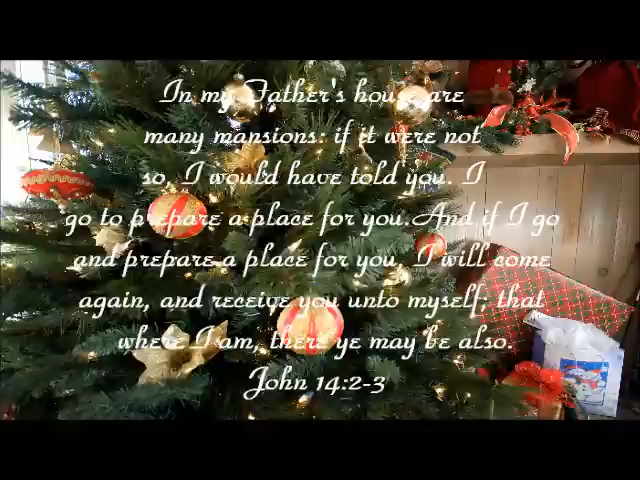 In my Father's house are
many mansions: if it were not
so, I would have told you. I
go to prepare a place for you.And if I go
and prepare a place for you, I will come
again, and receive you unto myself; that
where I am, there ye may be also.
John 14:2-3